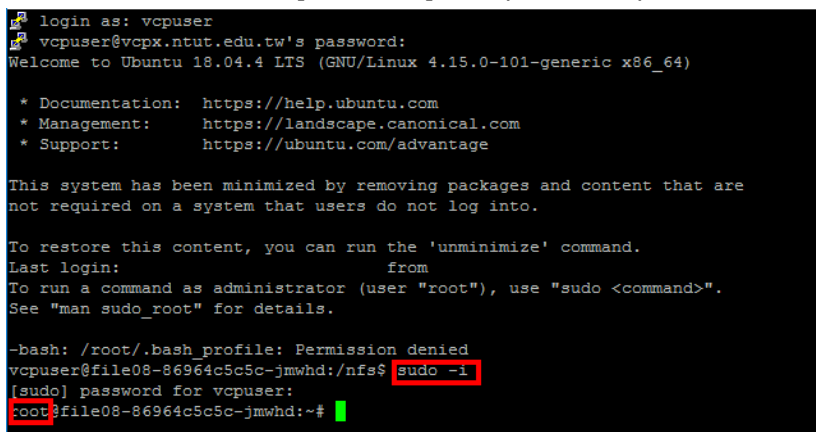 login as: vcpuser
vcpuser@vcpx.ntut.edu.tw's password:
Welcome to Ubuntu 18.04.4 LTS (GNU/Linux 4.15.0-101-generic x86_64)
* Documentation: https://help.ubuntu.com
* Management: https://landscape.canonical.com
* Support: https://ubuntu.com/advantage
This system has been minimized by removing packages and content that are
not required on a system that users do not log into.
To restore this content, you can run the 'unminimize' command.
Last login: from
To run a command as administrator (user "root"), use "sudo <command>".
See "man sudo_root" for details.
-bash: /root/.bash_profile: Permission denied
vcpuser@file08-86964c5c5c-jmwhd:/nfs$ sudo -i
[sudo] password for vcpuser:
root@file08-86964c5c5c-jmwhd:~#